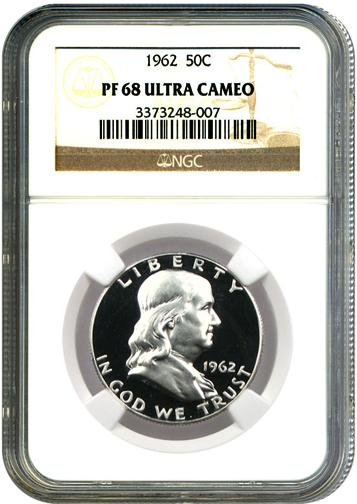 1962 50C
PF 68 ULTRA CAMEO
3373248-007
NGC
LIBERTY
1962
IN GOD WE TRUST